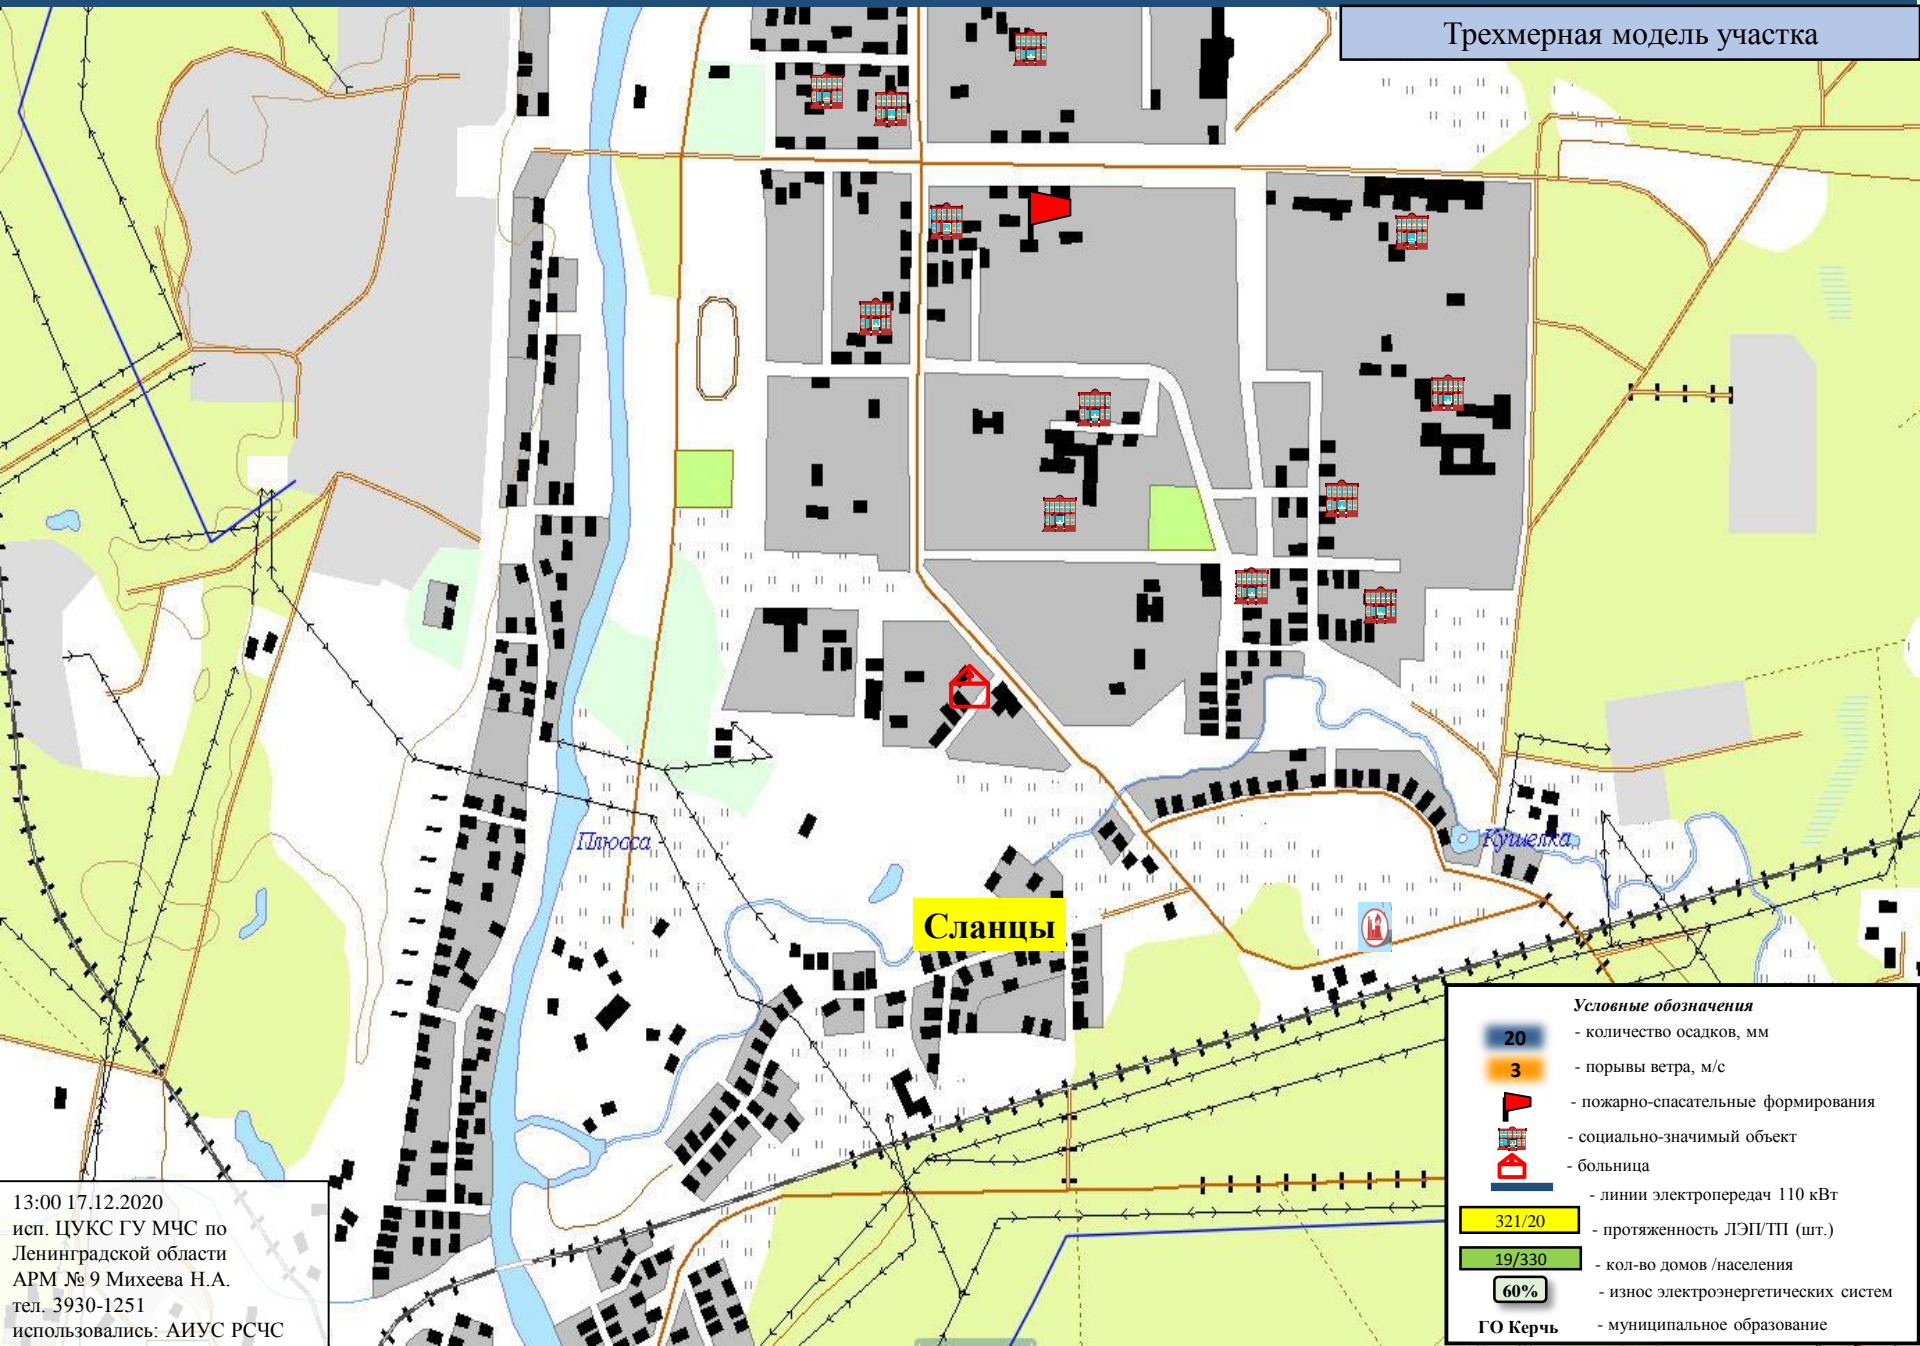 Трехмерная модель участка
Плюсса
Кушелка
Сланцы
Условные обозначения
20 - количество осадков, мм
3 - порывы ветра, м/с
- пожарно-спасательные формирования
- социально-значимый объект
- больница
- линии электропередач 110 кВт
321/20 - протяженность ЛЭП/ТП (шт.)
19/330 - кол-во домов /населения
60% - износ электроэнергетических систем
ГО Керчь - муниципальное образование
13:00 17.12.2020
исп. ЦУКС ГУ МЧС по
Ленинградской области
АРМ № 9 Михеева Н.А.
тел. 3930-1251
использовались: АИУС РСЧС